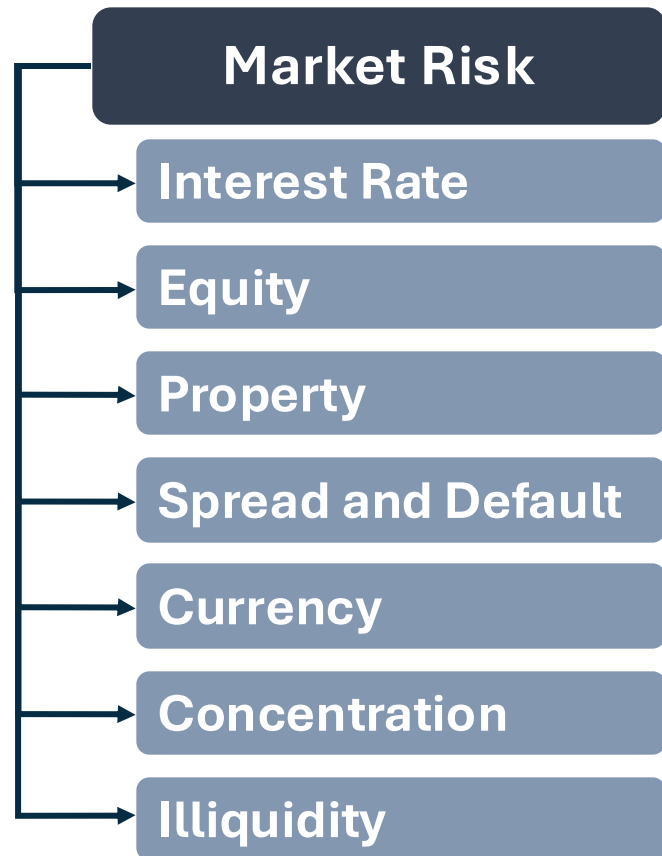 Market Risk
Interest Rate
Equity
Property
Spread and Default
Currency
Concentration
Illiquidity